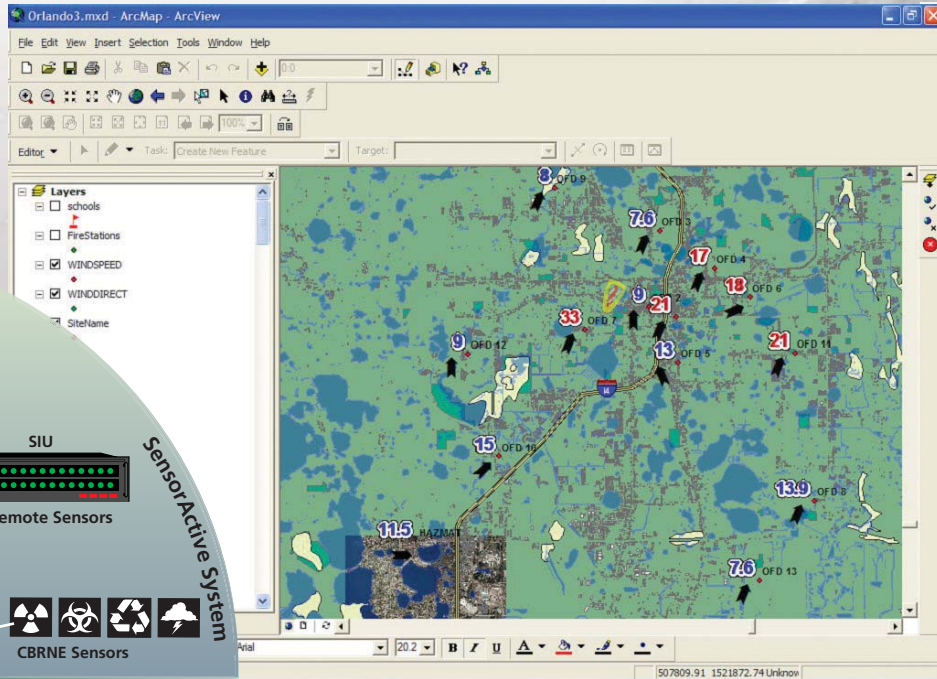 Orlando3.mxd - ArcMap - ArcView
File Edit View Insert Selection Tools Window Help
0:0
100%
Editor Task: Create New Feature Target:
Layers
schools
FireStations
WINDSPEED
WINDDIRECT
SiteName
8 OFD 9
7.6 OFD 3
17 OFD 4
18 OFD 6
9 2
21
33 OFD 7
9 OFD 12
13 OFD 5
21 OFD 11
15 OFD 10
13.9 OFD 8
11.5 HAZMAT
7.6 OFD 13
SIU
emote Sensors
SensorActive System
CBRNE Sensors
Arial 20.2 B I U A
507809.91 1521872.74 Unknow